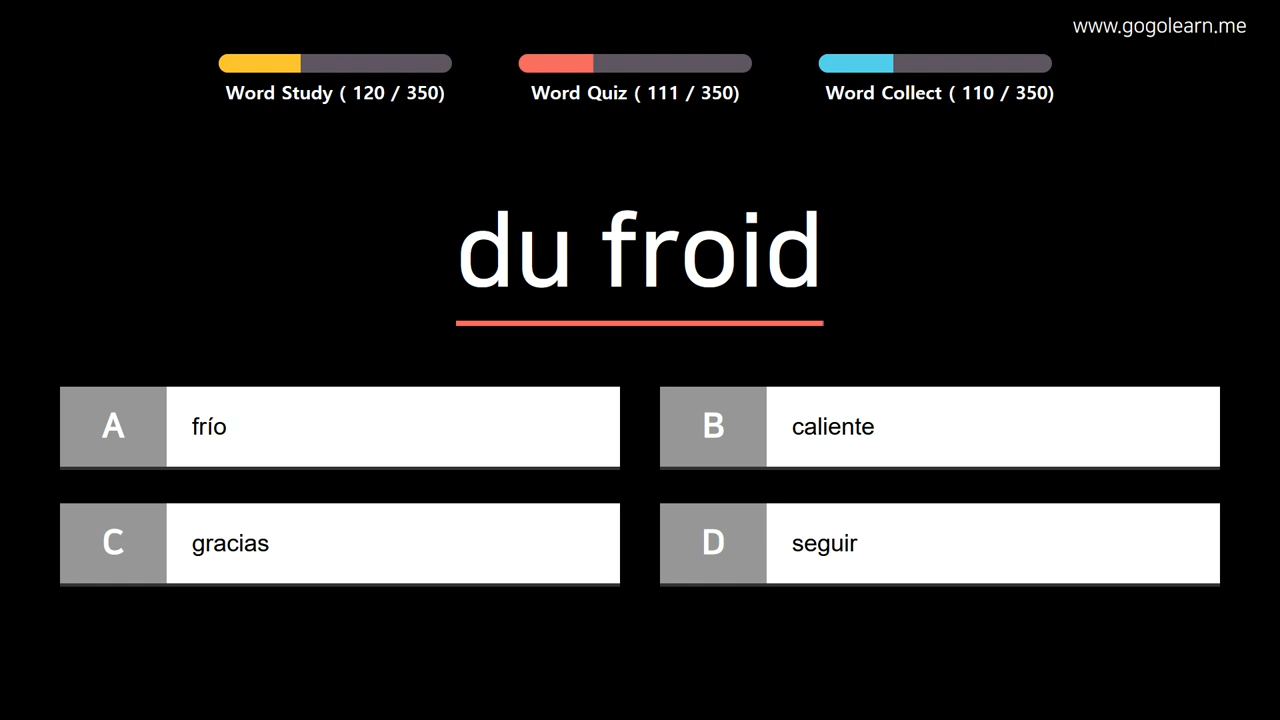 www.gogolearn.me
Word Study ( 120 / 350)
Word Quiz ( 111 / 350)
Word Collect ( 110 / 350)
du froid
A frío
B caliente
C gracias
D seguir